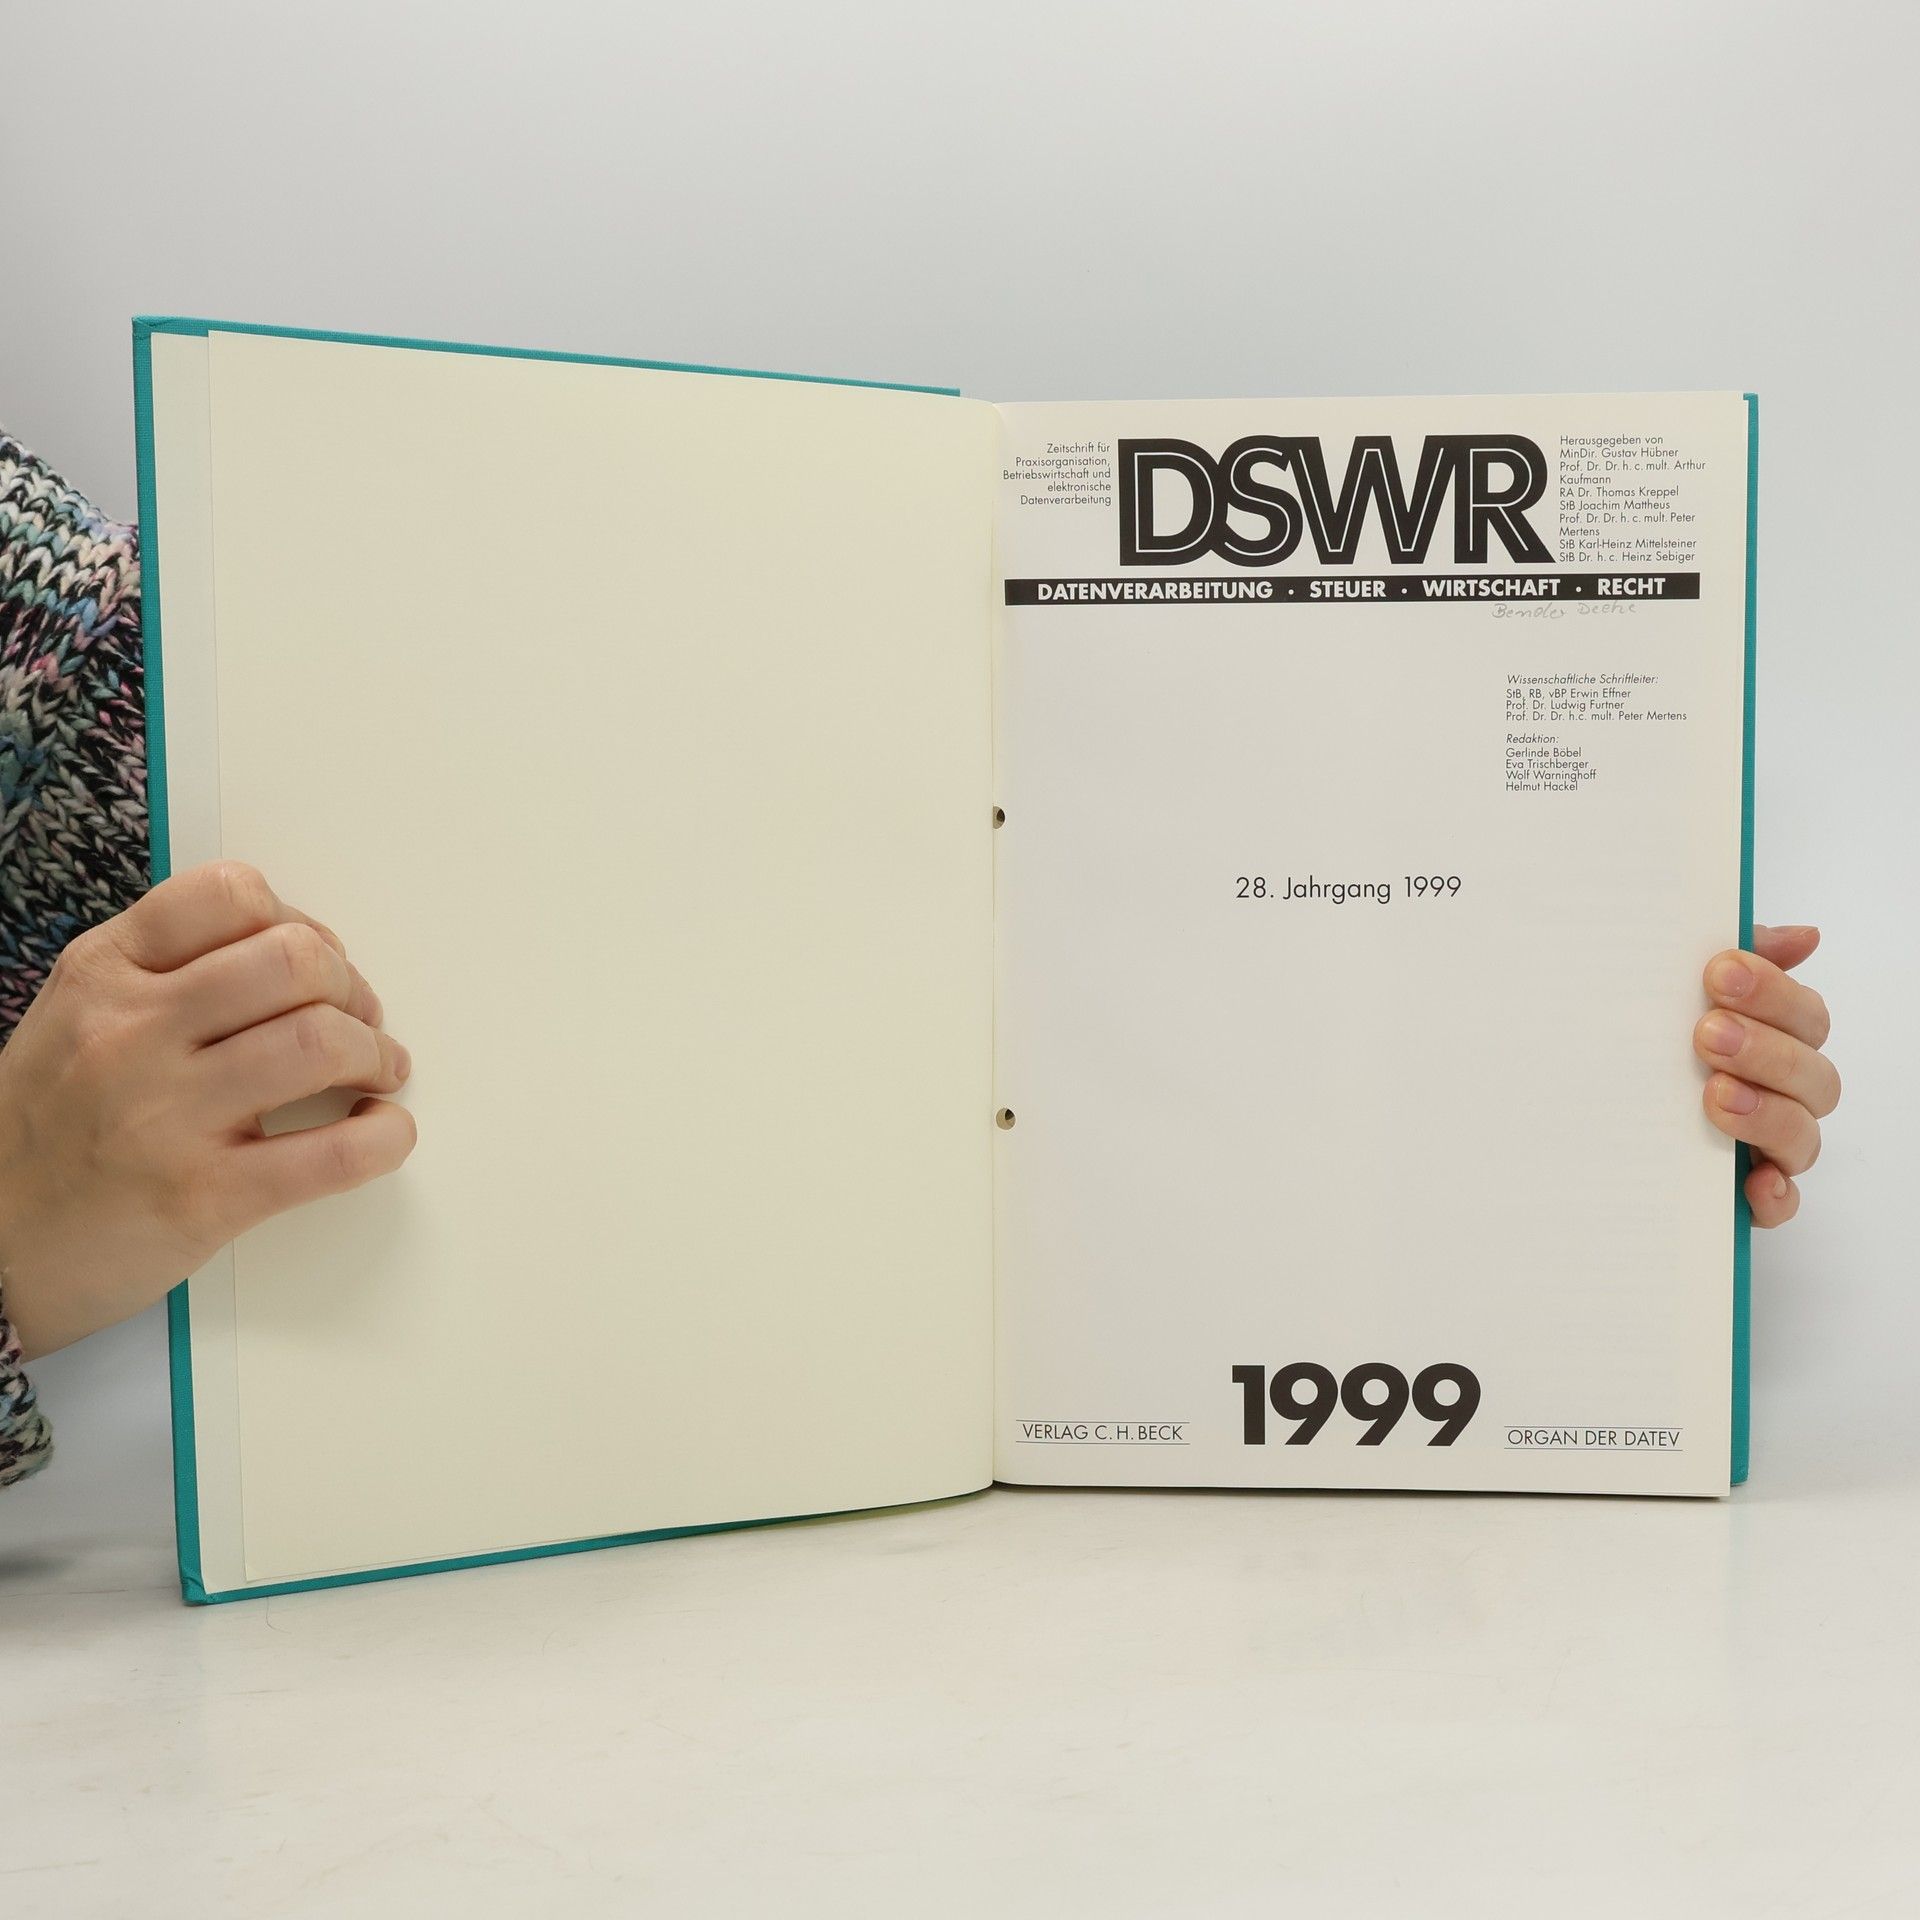 Zeitschrift für
Praxisorganisation,
Betriebswirtschaft und
elektronische
Datenverarbeitung
DSWR
Herausgegeben von
MinDir. Gustav Hübner
Prof. Dr. Dr. h. c. mult. Arthur
Kaufmann
RA Dr. Thomas Kreppel
StB Joachim Mattheus
Prof. Dr. Dr. h. c. mult. Peter
Mertens
StB Karl-Heinz Mittelsteiner
StB Dr. h. c. Heinz Sebiger
DATENVERARBEITUNG · STEUER · WIRTSCHAFT · RECHT
Wissenschaftliche Schriftleiter:
StB, RB, vBP Erwin Effner
Prof. Dr. Ludwig Furtner
Prof. Dr. Dr. h.c. mult. Peter Mertens
Redaktion:
Gerlinde Böbel
Eva Trischberger
Wolf Warninghoff
Helmut Hackel
28. Jahrgang 1999
VERLAG C.H.BECK
1999
ORGAN DER DATEV